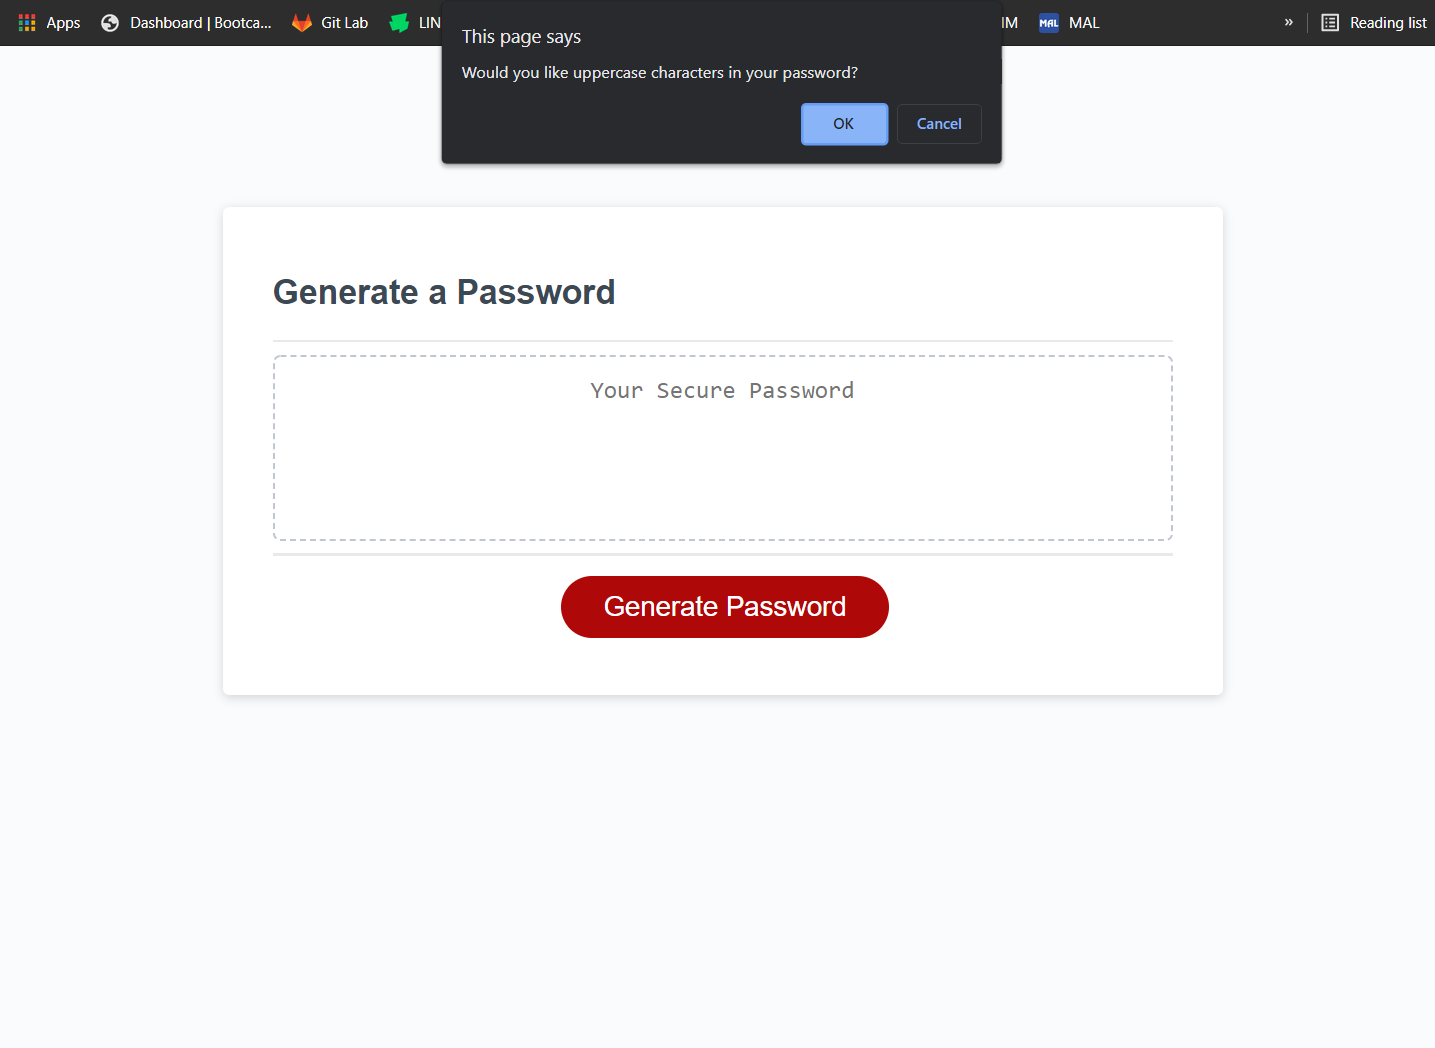 Apps Dashboard | Bootca... Git Lab LIN IM MAL MAL » Reading list
This page says
Would you like uppercase characters in your password?
OK Cancel
Generate a Password
Your Secure Password
Generate Password